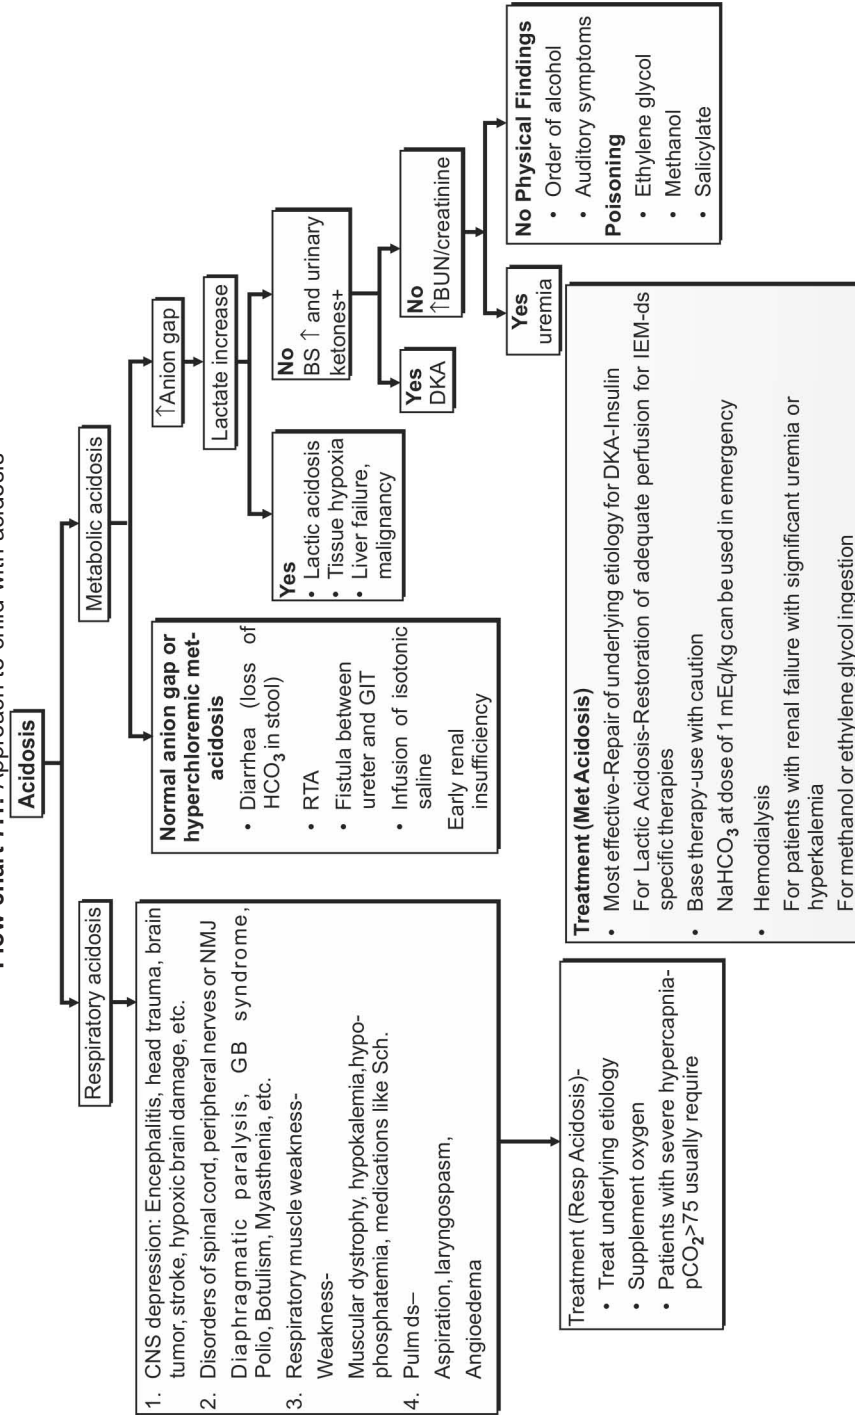 Acidosis
Respiratory acidosis
1. CNS depression: Encephalitis, head trauma, brain
tumor, stroke, hypoxic brain damage, etc.
2. Disorders of spinal cord, peripheral nerves or NMJ
Diaphragmatic paralysis, GB syndrome,
Polio, Botulism, Myasthenia, etc.
3. Respiratory muscle weakness-
Weakness-
Muscular dystrophy, hypokalemia,hypo-
phosphatemia, medications like Sch.
4. Pulm ds–
Aspiration, laryngospasm,
Angioedema
Treatment (Resp Acidosis)-
• Treat underlying etiology
• Supplement oxygen
• Patients with severe hypercapnia-
pCO2>75 usually require
Metabolic acidosis
Normal anion gap or
hyperchloremic met-
acidosis
• Diarrhea (loss of
HCO3 in stool)
• RTA
• Fistula between
ureter and GIT
• Infusion of isotonic
saline
Early renal
insufficiency
↑Anion gap
Lactate increase
Yes
• Lactic acidosis
• Tissue hypoxia
• Liver failure,
malignancy
No
BS ↑ and urinary
ketones+
Yes
DKA
No
↑BUN/creatinine
Yes
uremia
No Physical Findings
• Order of alcohol
• Auditory symptoms
Poisoning
• Ethylene glycol
• Methanol
• Salicylate
Treatment (Met Acidosis)
• Most effective-Repair of underlying etiology for DKA-Insulin
For Lactic Acidosis-Restoration of adequate perfusion for IEM-ds
specific therapies
• Base therapy-use with caution
NaHCO3 at dose of 1 mEq/kg can be used in emergency
• Hemodialysis
For patients with renal failure with significant uremia or
hyperkalemia
For methanol or ethylene glycol ingestion